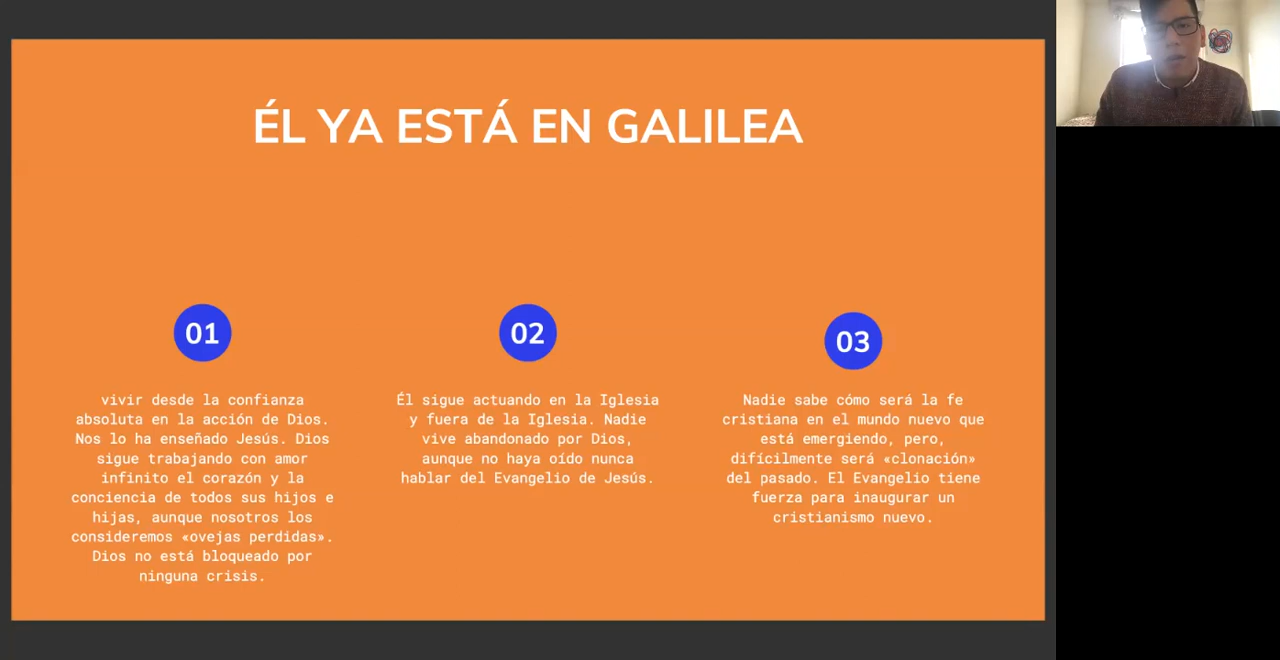 ÉL YA ESTÁ EN GALILEA
01
vivir desde la confianza
absoluta en la acción de Dios.
Nos lo ha enseñado Jesús. Dios
sigue trabajando con amor
infinito el corazón y la
conciencia de todos sus hijos e
hijas, aunque nosotros los
consideremos «ovejas perdidas».
Dios no está bloqueado por
ninguna crisis.
02
Él sigue actuando en la Iglesia
y fuera de la Iglesia. Nadie
vive abandonado por Dios,
aunque no haya oído nunca
hablar del Evangelio de Jesús.
03
Nadie sabe cómo será la fe
cristiana en el mundo nuevo que
está emergiendo, pero,
difícilmente será «clonación»
del pasado. El Evangelio tiene
fuerza para inaugurar un
cristianismo nuevo.